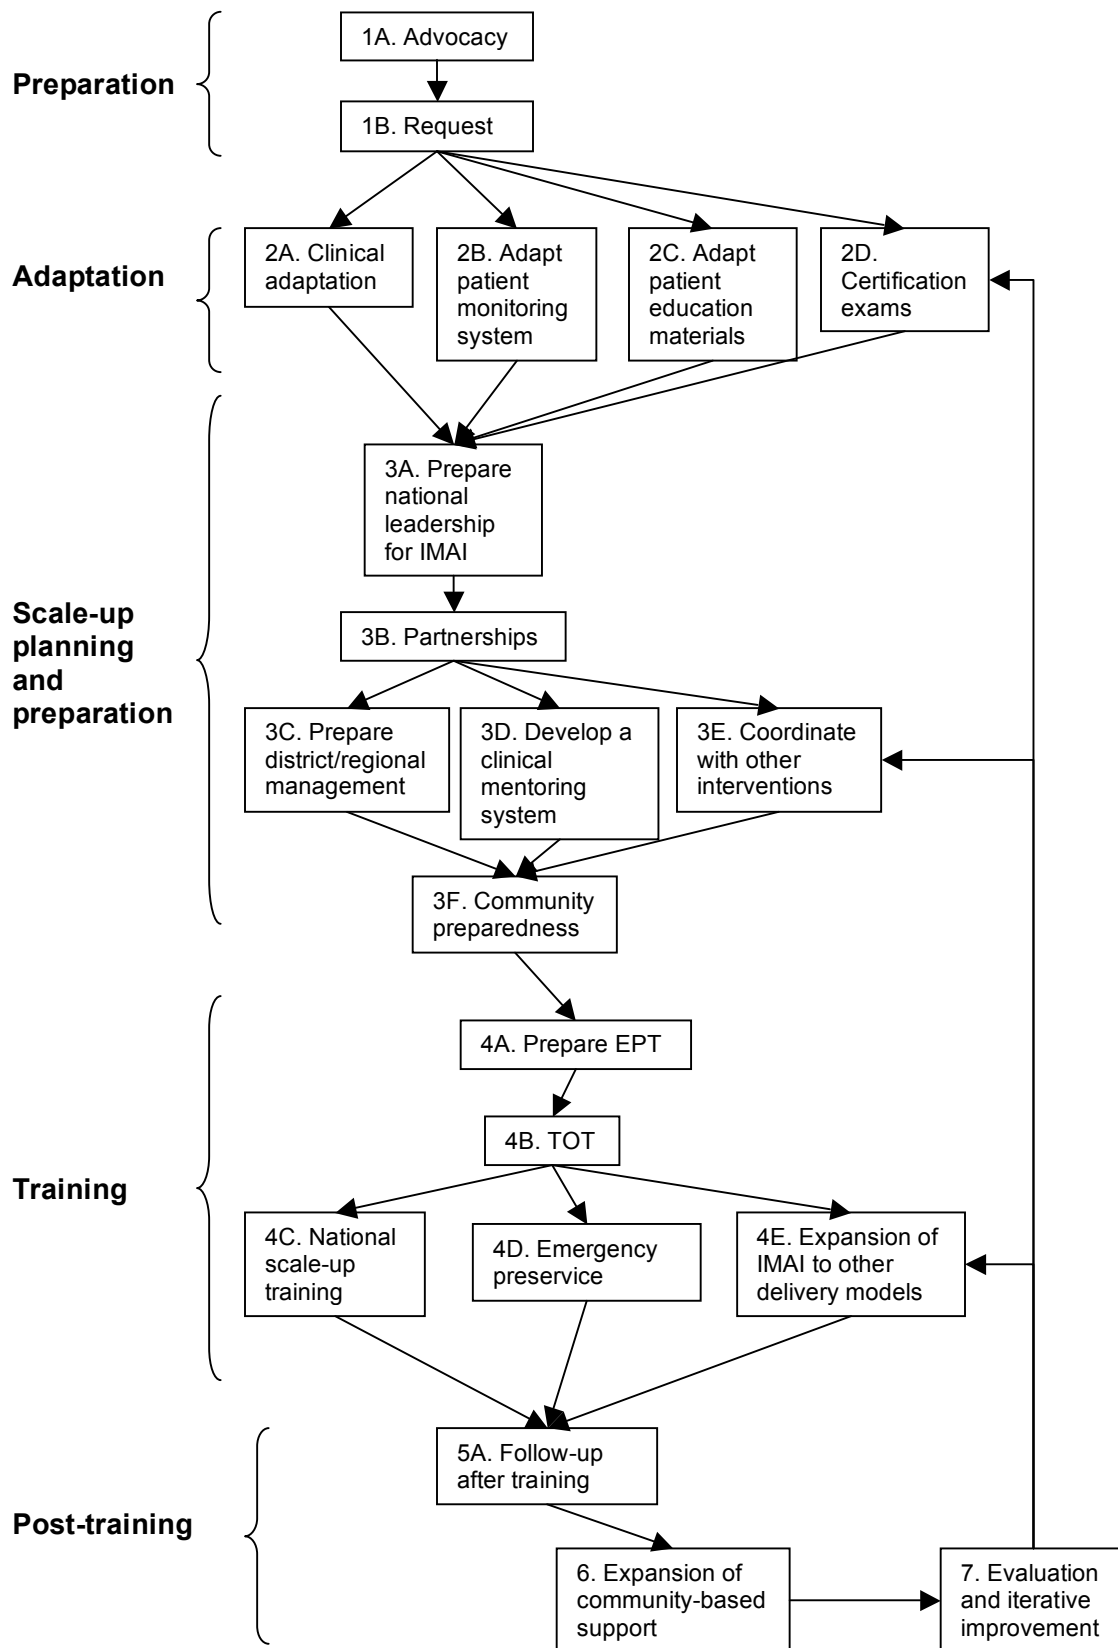 Preparation
1A. Advocacy
1B. Request
Adaptation
2A. Clinical
adaptation
2B. Adapt
patient
monitoring
system
2C. Adapt
patient
education
materials
2D.
Certification
exams
Scale-up
planning
and
preparation
3A. Prepare
national
leadership
for IMAI
3B. Partnerships
3C. Prepare
district/regional
management
3D. Develop a
clinical
mentoring
system
3E. Coordinate
with other
interventions
3F. Community
preparedness
Training
4A. Prepare EPT
4B. TOT
4C. National
scale-up
training
4D. Emergency
preservice
4E. Expansion of
IMAI to other
delivery models
Post-training
5A. Follow-up
after training
6. Expansion of
community-based
support
7. Evaluation
and iterative
improvement